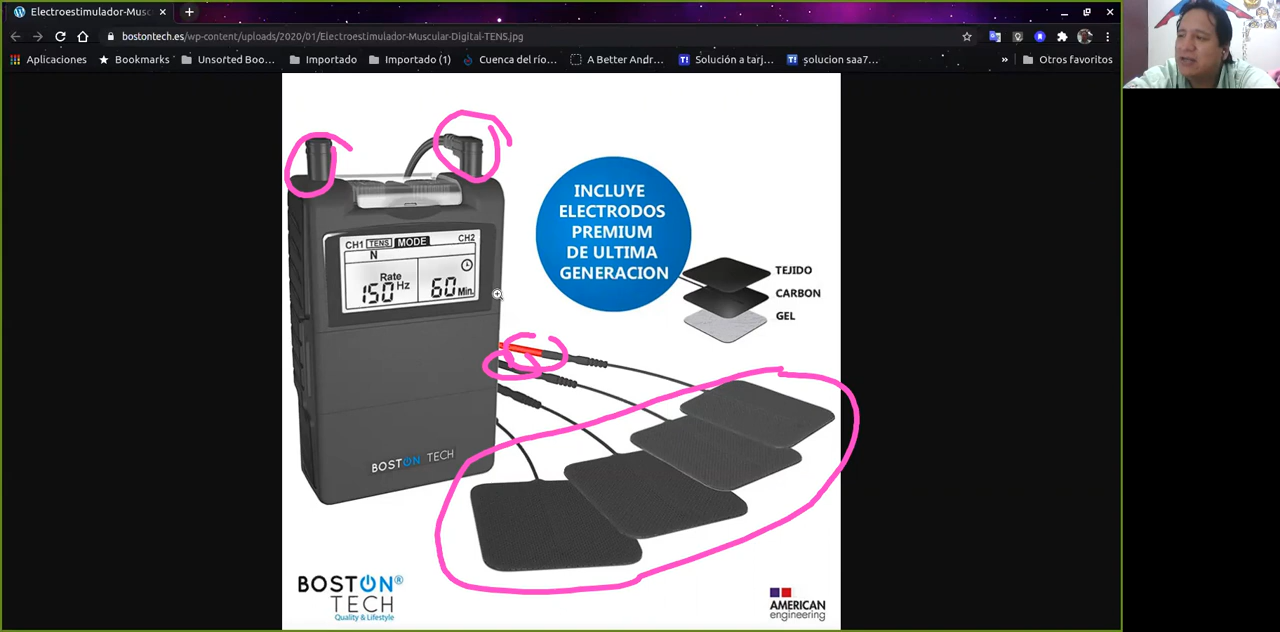 Electroestimulador-Musc
bostontech.es/wp-content/uploads/2020/01/Electroestimulador-Muscular-Digital-TENS.jpg
Aplicaciones
Bookmarks
Unsorted Boo...
Importado
Importado (1)
Cuenca del río...
A Better Andr...
Solución a tarj...
solucion saa7...
»
Otros favoritos
INCLUYE
ELECTRODOS
PREMIUM
DE ULTIMA
GENERACION
TEJIDO
CARBON
GEL
CH1 TENS MODE CH2
N
Rate
150 Hz
60 Min.
BOSTON TECH
BOSTON®
TECH
Quality & Lifestyle
AMERICAN
engineering